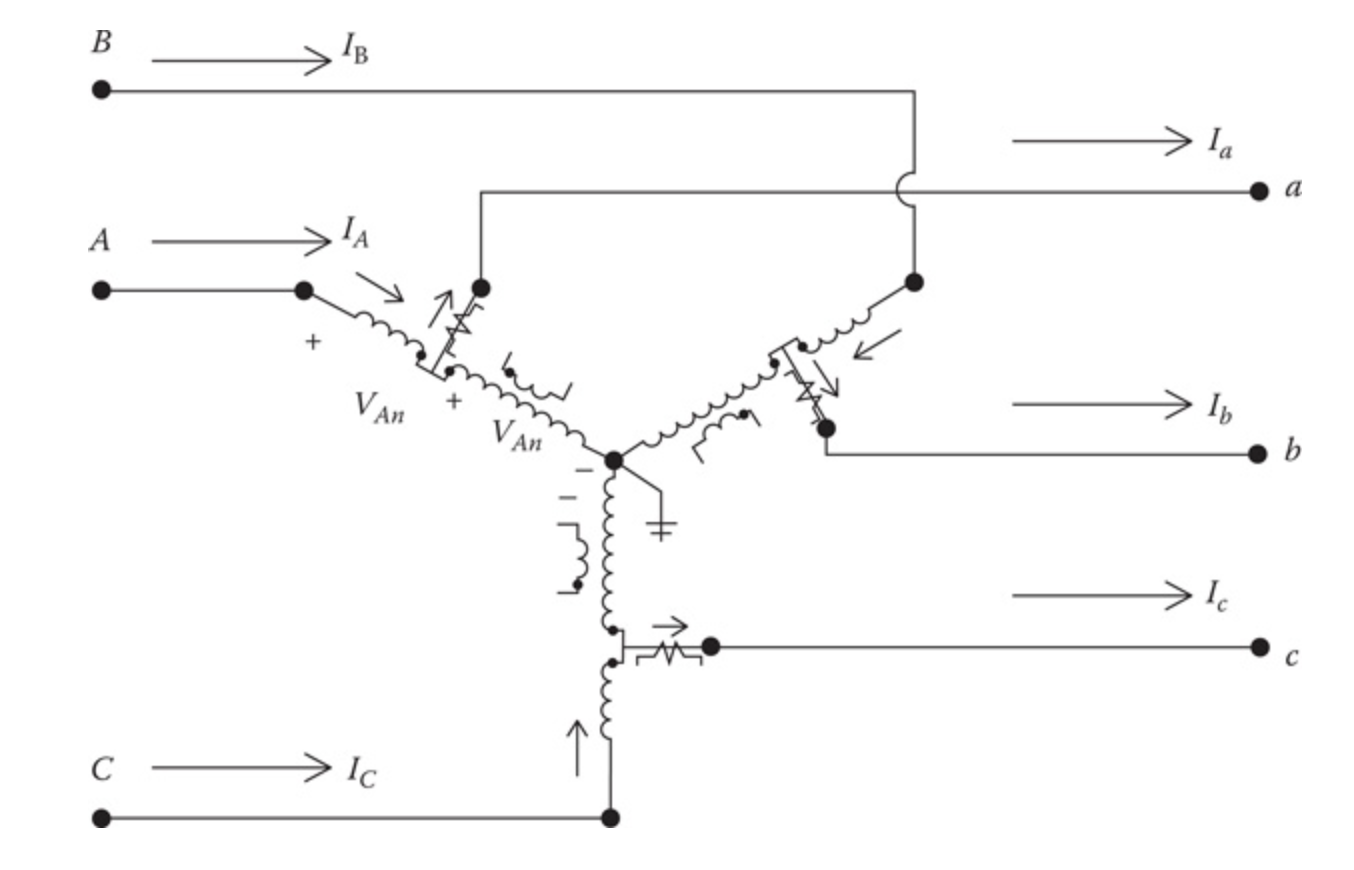 B
I_B
I_a
a
A
I_A
+
V_An
+
V_An
I_b
b
−
−
I_c
c
C
I_C